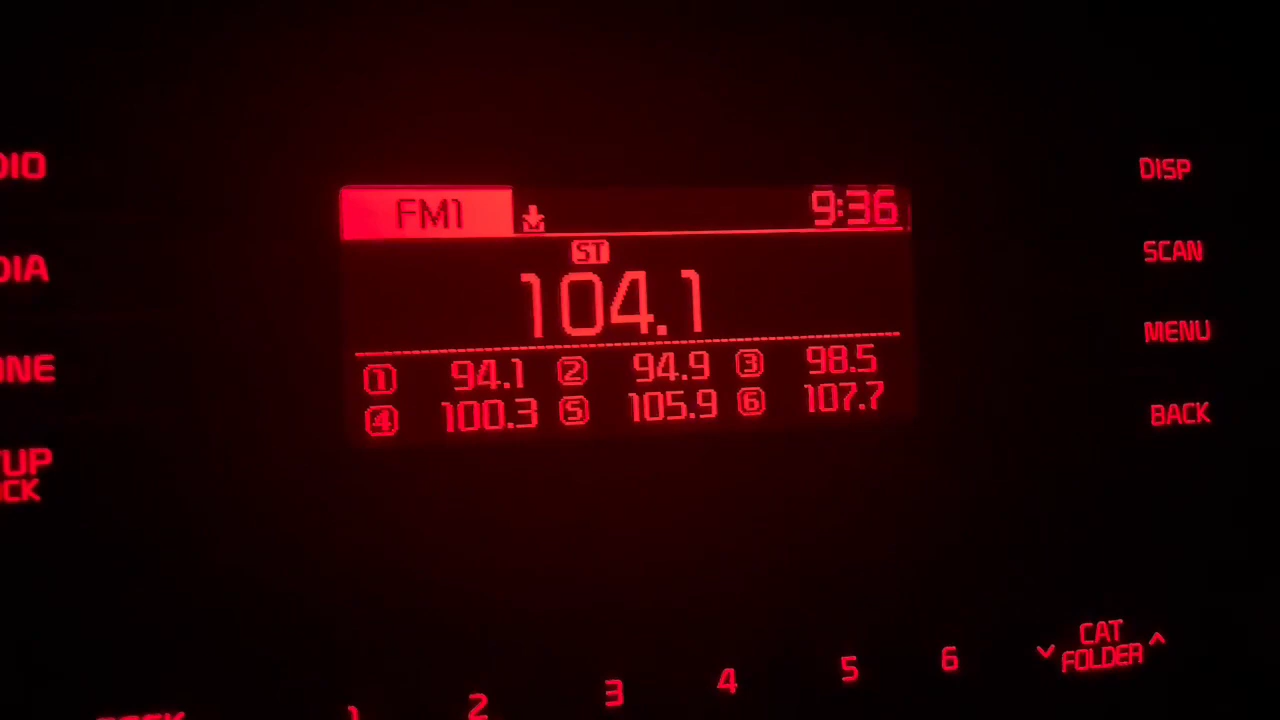 FM1 9:36
ST
104.1
1 94.1 2 94.9 3 98.5
4 100.3 5 105.9 6 107.7
DIO
DIA
ONE
TUP
CK
DISP
SCAN
MENU
BACK
1 2 3 4 5 6
CAT
FOLDER